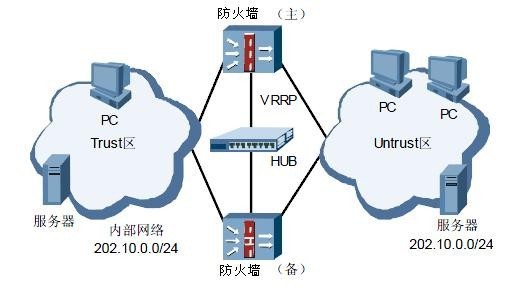 防火墙 （主）
PC
Trust区
服务器
内部网络
202.10.0.0/24
VRRP
HUB
防火墙 （备）
PC
PC
Untrust区
服务器
202.10.0.0/24